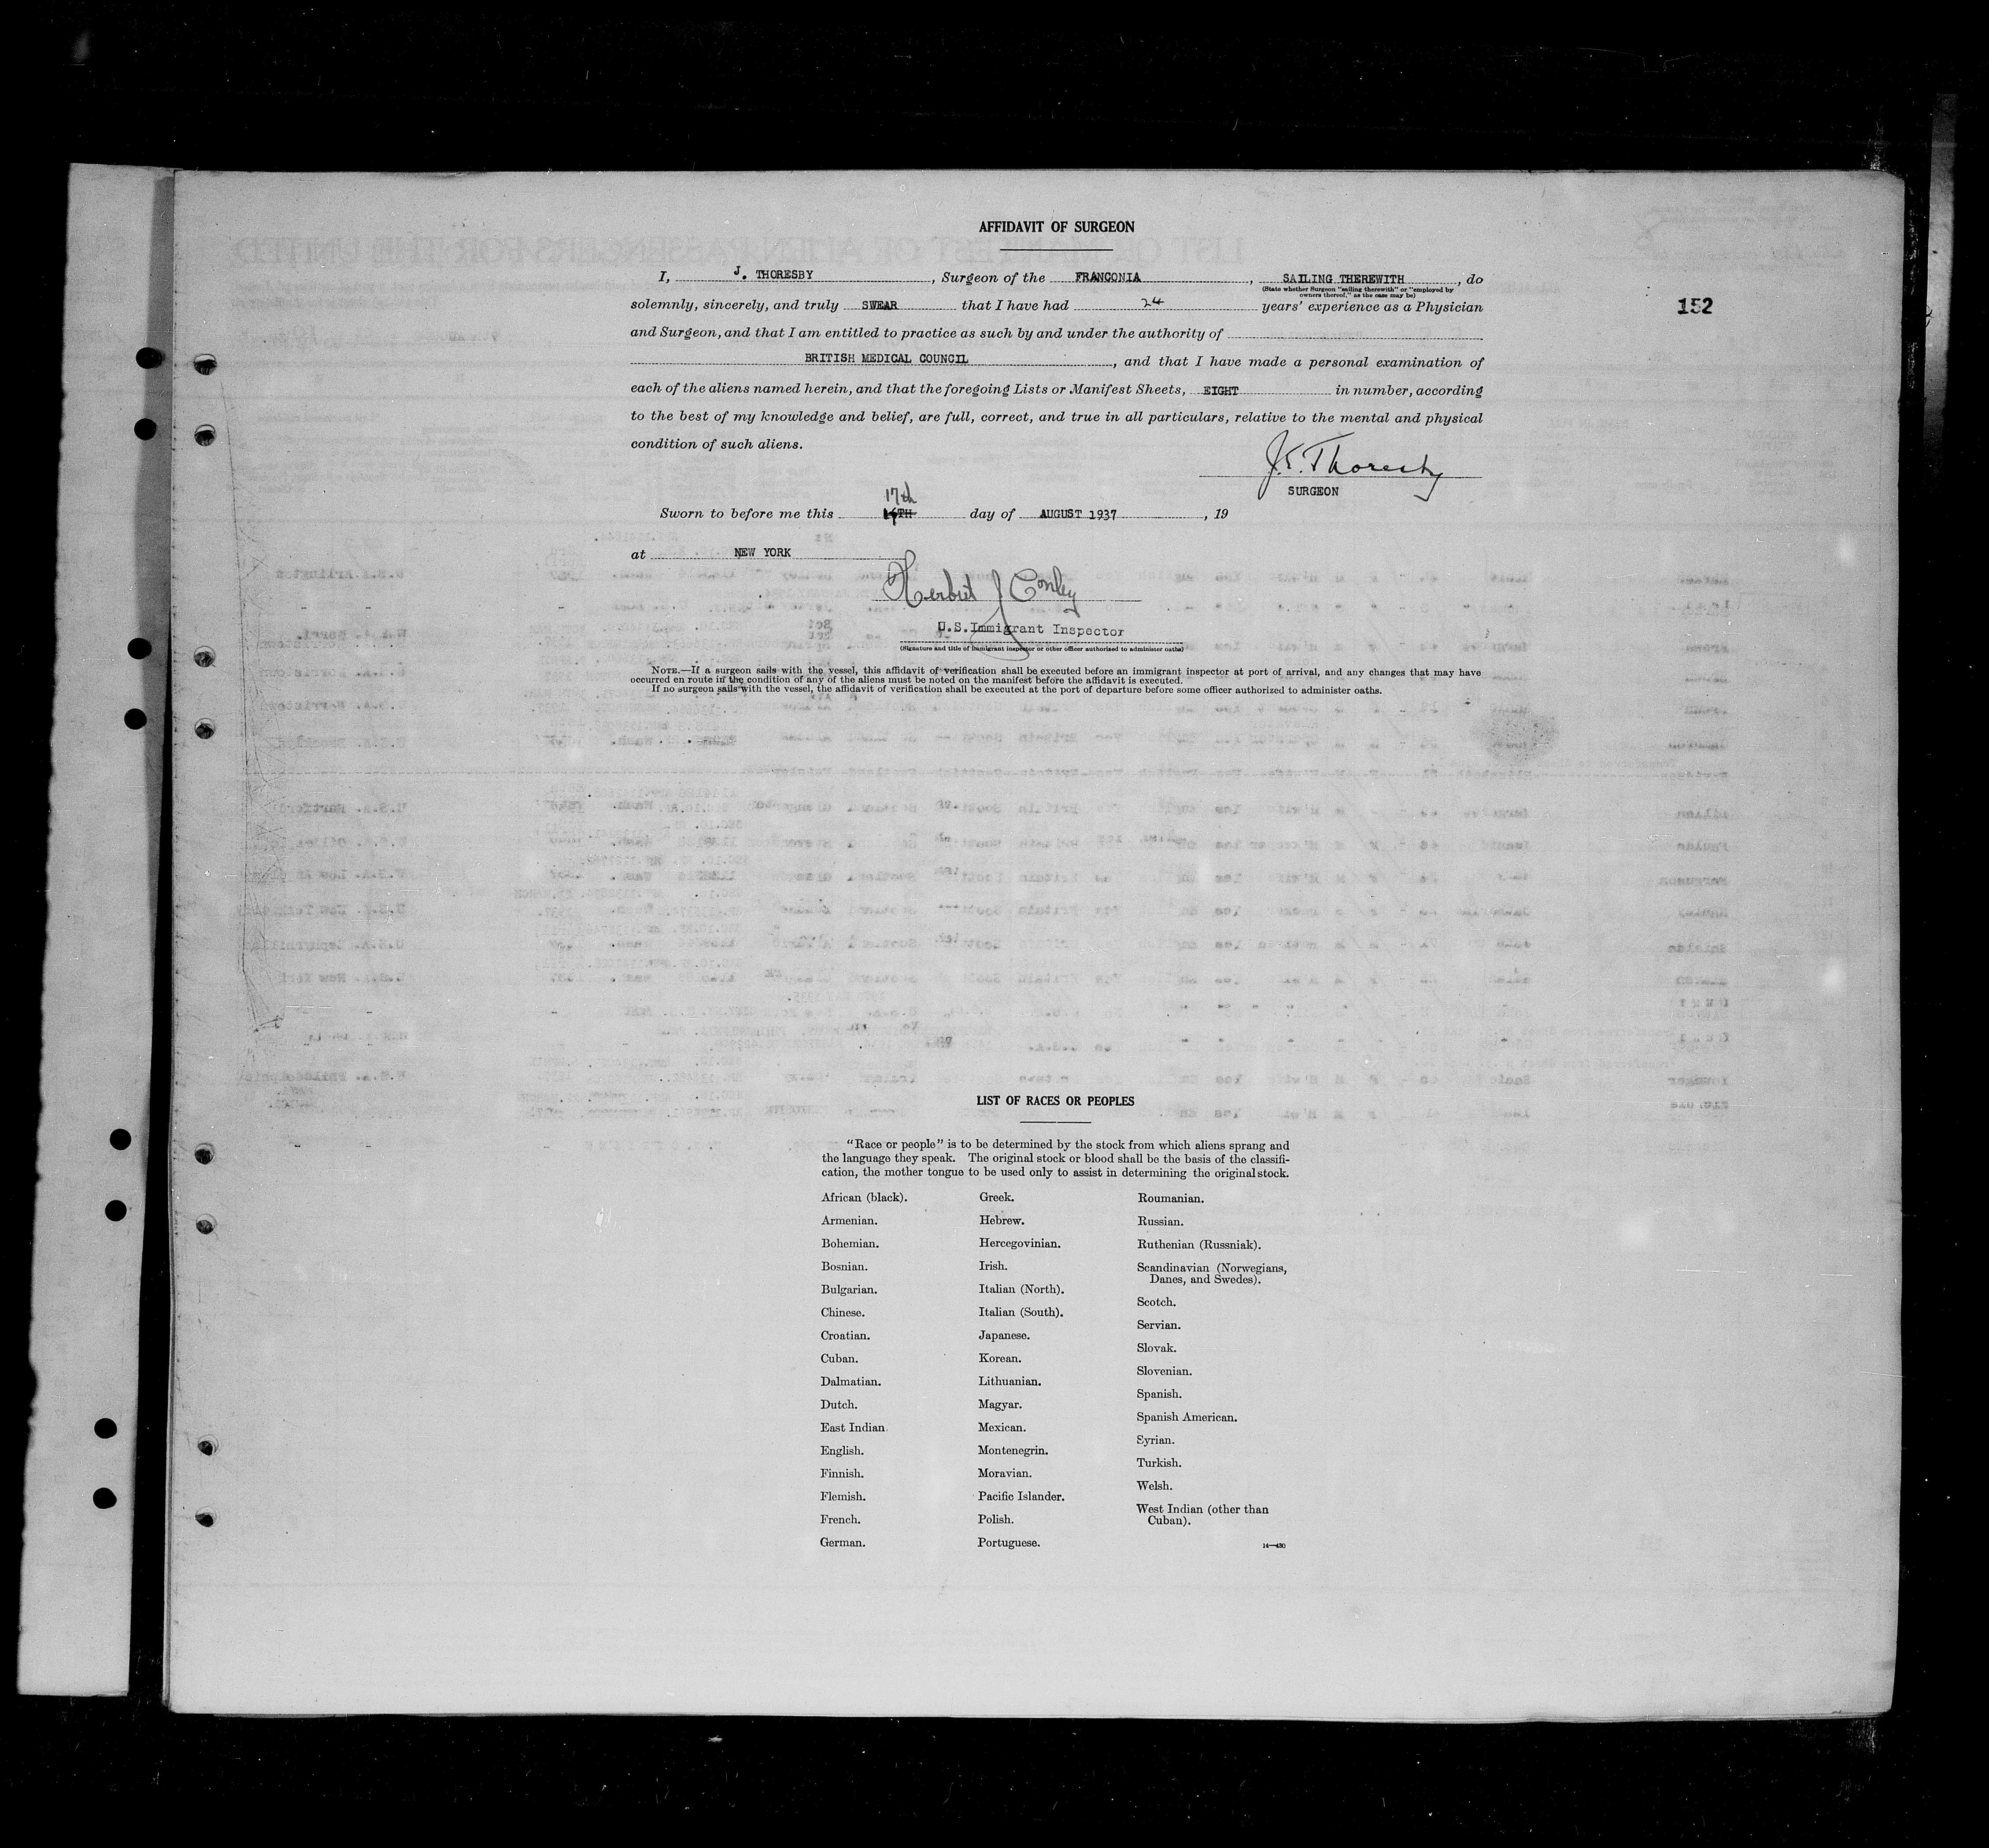 AFFIDAVIT OF SURGEON
I, J. THORESBY, Surgeon of the FRANCONIA, SAILING THEREWITH, do
(State whether Surgeon "sailing therewith" or "employed by
owners thereof," as the case may be)
152
solemnly, sincerely, and truly SWEAR that I have had 24 years' experience as a Physician
and Surgeon, and that I am entitled to practice as such by and under the authority of
BRITISH MEDICAL COUNCIL, and that I have made a personal examination of
each of the aliens named herein, and that the foregoing Lists or Manifest Sheets, EIGHT in number, according
to the best of my knowledge and belief, are full, correct, and true in all particulars, relative to the mental and physical
condition of such aliens.
J.E. Thoresby
SURGEON
17th
Sworn to before me this 16TH day of AUGUST 1937, 19
at NEW YORK
Herbert J Conley
U.S. Immigrant Inspector
(Signature and title of immigrant inspector or other officer authorized to administer oaths)
NOTE.—If a surgeon sails with the vessel, this affidavit of verification shall be executed before an immigrant inspector at port of arrival, and any changes that may have
occurred en route in the condition of any of the aliens must be noted on the manifest before the affidavit is executed.
If no surgeon sails with the vessel, the affidavit of verification shall be executed at the port of departure before some officer authorized to administer oaths.
LIST OF RACES OR PEOPLES
"Race or people" is to be determined by the stock from which aliens sprang and
the language they speak. The original stock or blood shall be the basis of the classifi-
cation, the mother tongue to be used only to assist in determining the original stock.
African (black).
Armenian.
Bohemian.
Bosnian.
Bulgarian.
Chinese.
Croatian.
Cuban.
Dalmatian.
Dutch.
East Indian.
English.
Finnish.
Flemish.
French.
German.
Greek.
Hebrew.
Hercegovinian.
Irish.
Italian (North).
Italian (South).
Japanese.
Korean.
Lithuanian.
Magyar.
Mexican.
Montenegrin.
Moravian.
Pacific Islander.
Polish.
Portuguese.
Roumanian.
Russian.
Ruthenian (Russniak).
Scandinavian (Norwegians,
Danes, and Swedes).
Scotch.
Servian.
Slovak.
Slovenian.
Spanish.
Spanish American.
Syrian.
Turkish.
Welsh.
West Indian (other than
Cuban).
14—430